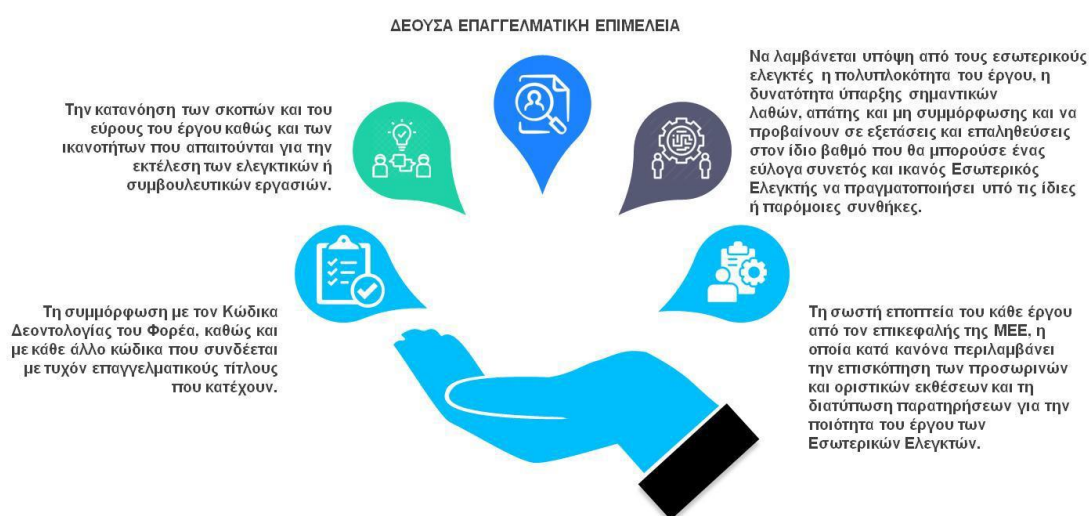 ΔΕΟΥΣΑ ΕΠΑΓΓΕΛΜΑΤΙΚΗ ΕΠΙΜΕΛΕΙΑ
Την κατανόηση των σκοπών και του
εύρους του έργου καθώς και των
ικανοτήτων που απαιτούνται για την
εκτέλεση των ελεγκτικών ή
συμβουλευτικών εργασιών.
Να λαμβάνεται υπόψη από τους εσωτερικούς
ελεγκτές η πολυπλοκότητα του έργου, η
δυνατότητα ύπαρξης σημαντικών
λαθών, απάτης και μη συμμόρφωσης και να
προβαίνουν σε εξετάσεις και επαληθεύσεις
στον ίδιο βαθμό που θα μπορούσε ένας
εύλογα συνετός και ικανός Εσωτερικός
Ελεγκτής να πραγματοποιήσει υπό τις ίδιες
ή παρόμοιες συνθήκες.
Τη συμμόρφωση με τον Κώδικα
Δεοντολογίας του Φορέα, καθώς και
με κάθε άλλο κώδικα που συνδέεται
με τυχόν επαγγελματικούς τίτλους
που κατέχουν.
Τη σωστή εποπτεία του κάθε έργου
από τον επικεφαλής της ΜΕΕ, η
οποία κατά κανόνα περιλαμβάνει
την επισκόπηση των προσωρινών
και οριστικών εκθέσεων και τη
διατύπωση παρατηρήσεων για την
ποιότητα του έργου των
Εσωτερικών Ελεγκτών.